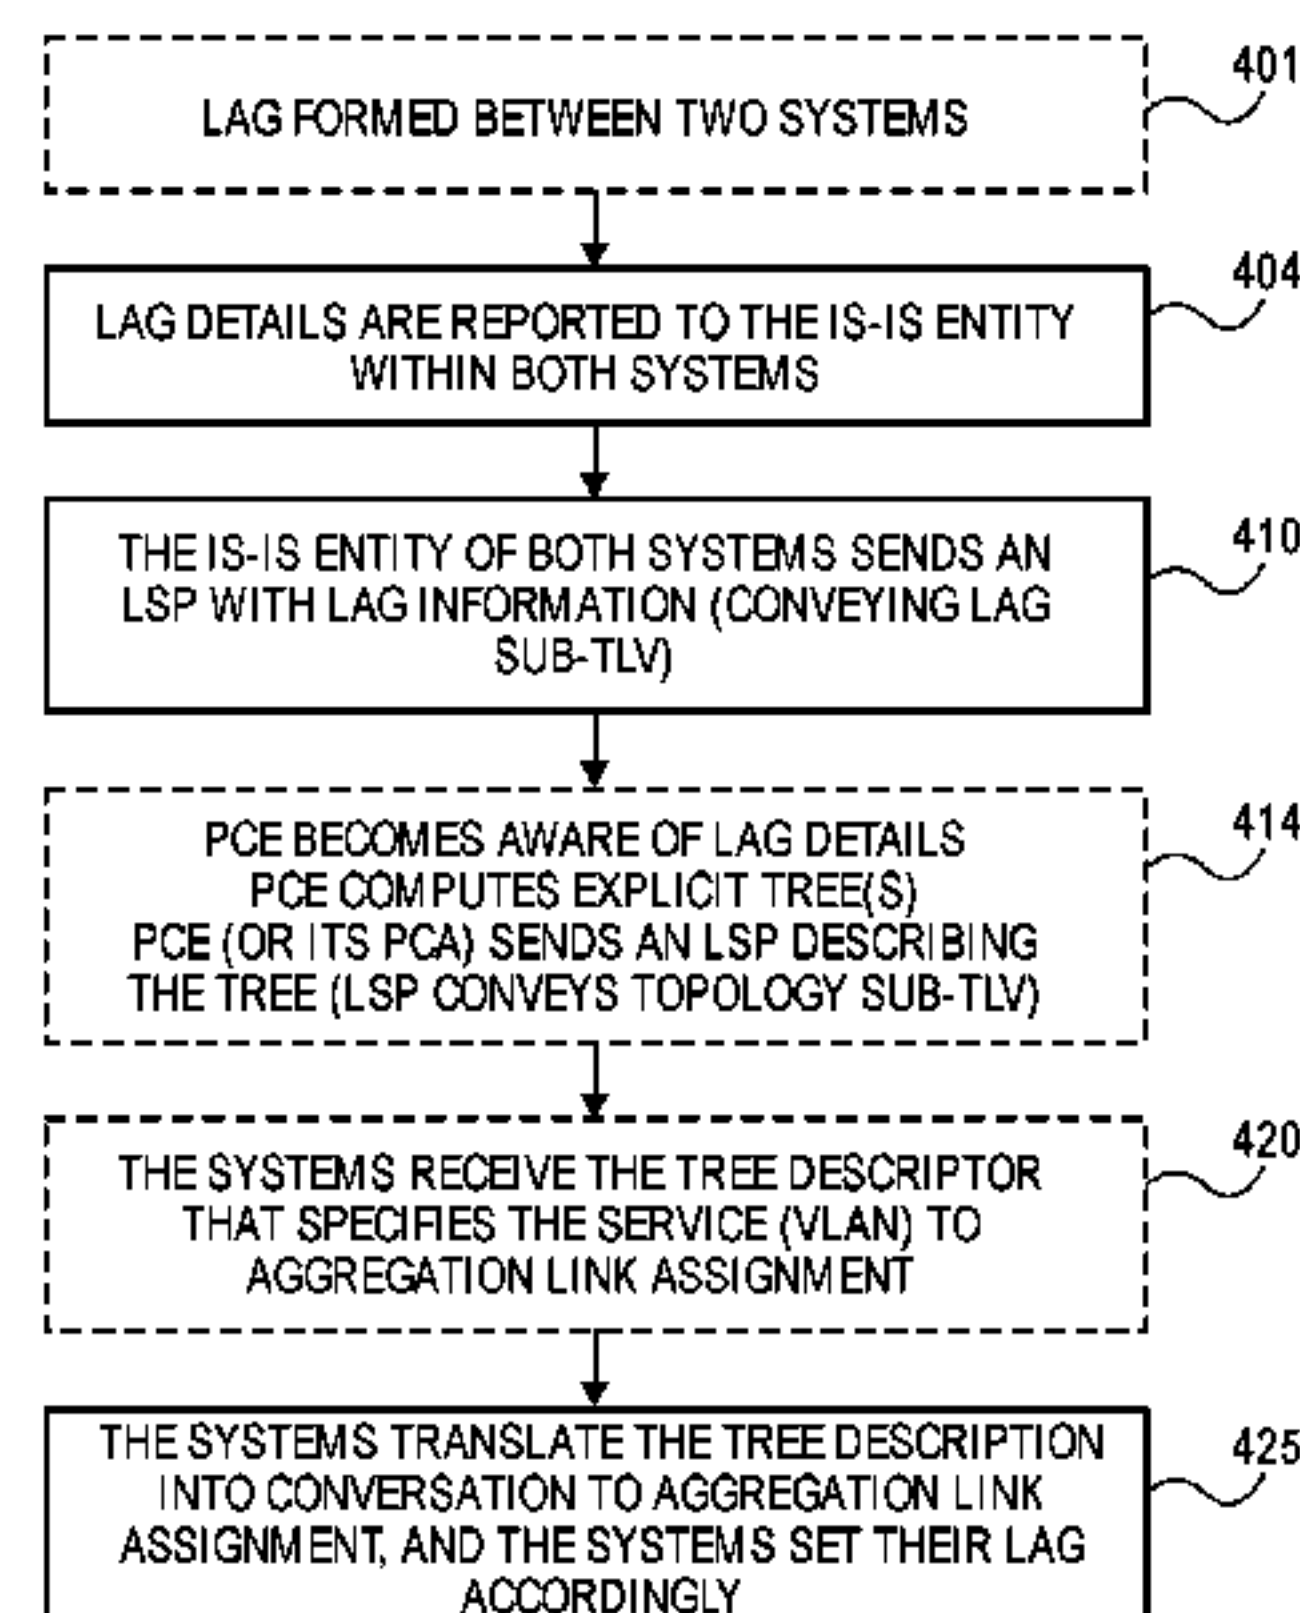 401
LAG FORMED BETWEEN TWO SYSTEMS
404
LAG DETAILS ARE REPORTED TO THE IS-IS ENTITY
WITHIN BOTH SYSTEMS
410
THE IS-IS ENTITY OF BOTH SYSTEMS SENDS AN
LSP WITH LAG INFORMATION (CONVEYING LAG
SUB-TLV)
414
PCE BECOMES AWARE OF LAG DETAILS
PCE COMPUTES EXPLICIT TREE(S)
PCE (OR ITS PCA) SENDS AN LSP DESCRIBING
THE TREE (LSP CONVEYS TOPOLOGY SUB-TLV)
420
THE SYSTEMS RECEIVE THE TREE DESCRIPTOR
THAT SPECIFIES THE SERVICE (VLAN) TO
AGGREGATION LINK ASSIGNMENT
425
THE SYSTEMS TRANSLATE THE TREE DESCRIPTION
INTO CONVERSATION TO AGGREGATION LINK
ASSIGNMENT, AND THE SYSTEMS SET THEIR LAG
ACCORDINGLY